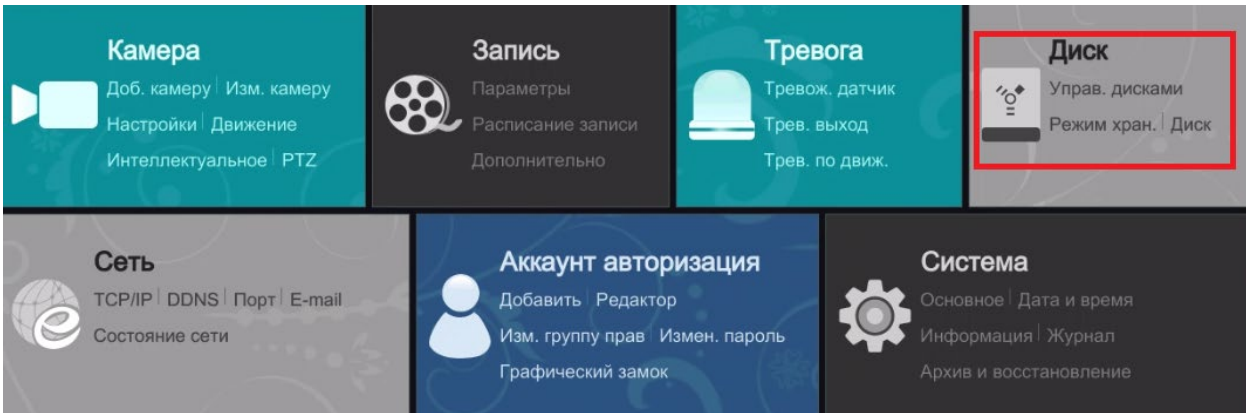 Камера
Доб. камеру | Изм. камеру
Настройки | Движение
Интеллектуальное | PTZ
Запись
Параметры
Расписание записи
Дополнительно
Тревога
Тревож. датчик
Трев. выход
Трев. по движ.
Диск
Управ. дисками
Режим хран. | Диск
Сеть
TCP/IP | DDNS | Порт | E-mail
Состояние сети
Аккаунт авторизация
Добавить | Редактор
Изм. группу прав | Измен. пароль
Графический замок
Система
Основное | Дата и время
Информация | Журнал
Архив и восстановление